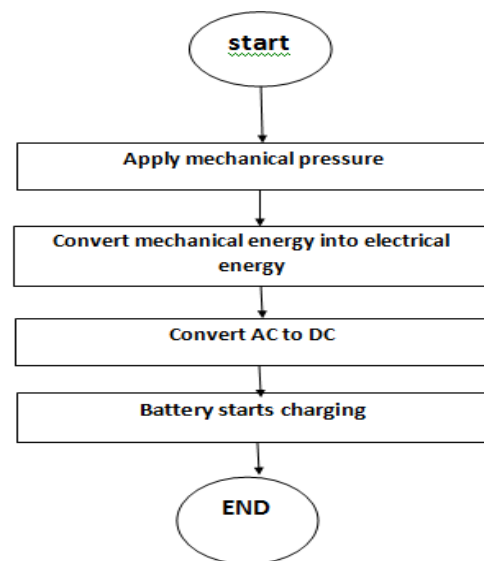 start
Apply mechanical pressure
Convert mechanical energy into electrical
energy
Convert AC to DC
Battery starts charging
END